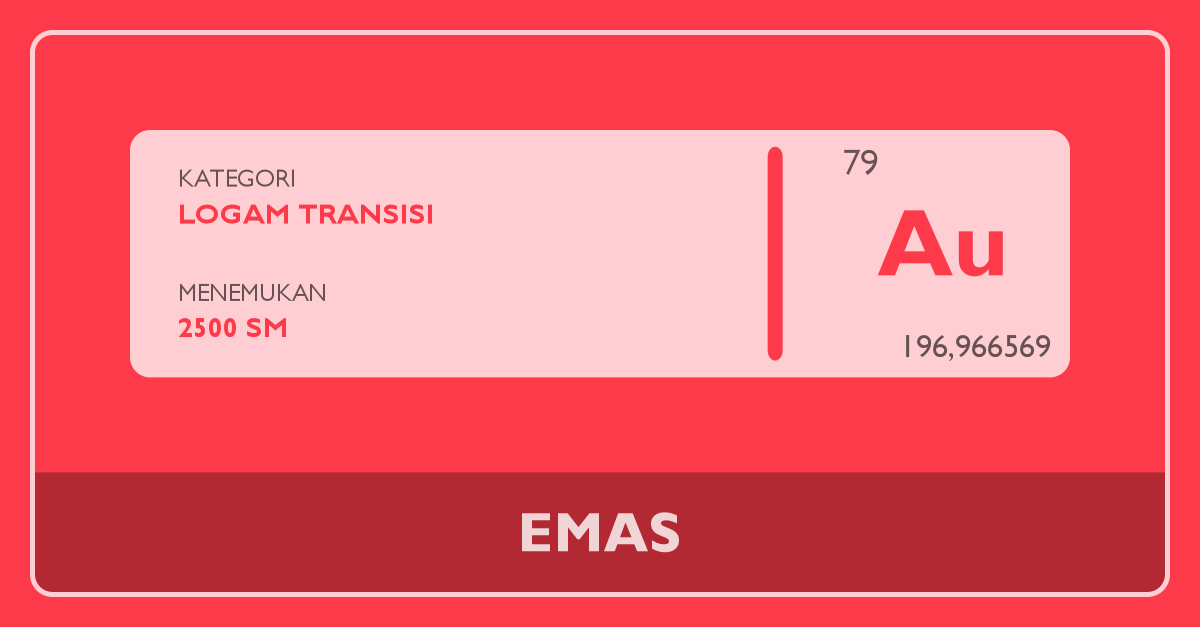 KATEGORI
LOGAM TRANSISI
MENEMUKAN
2500 SM
79
Au
196,966569
EMAS